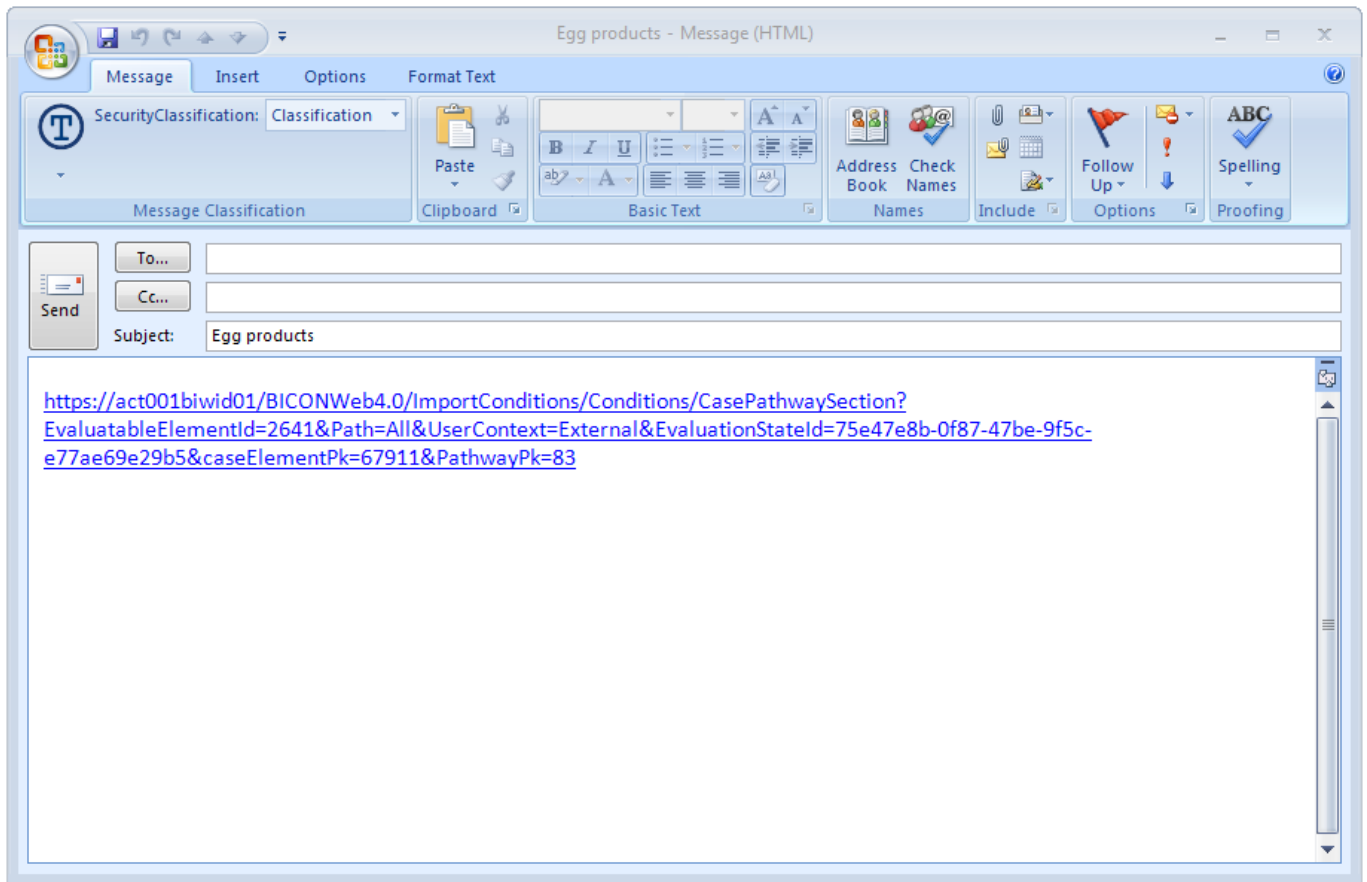 Egg products - Message (HTML)
Message Insert Options Format Text
T SecurityClassification: Classification
Paste
B I U
ab A
A A
Aa
Address Book
Check Names
Follow Up
ABC
Spelling
Message Classification Clipboard Basic Text Names Include Options Proofing
To...
Cc...
Send
Subject: Egg products
https://act001biwid01/BICONWeb4.0/ImportConditions/Conditions/CasePathwaySection?
EvaluatableElementId=2641&Path=All&UserContext=External&EvaluationStateId=75e47e8b-0f87-47be-9f5c-
e77ae69e29b5&caseElementPk=67911&PathwayPk=83